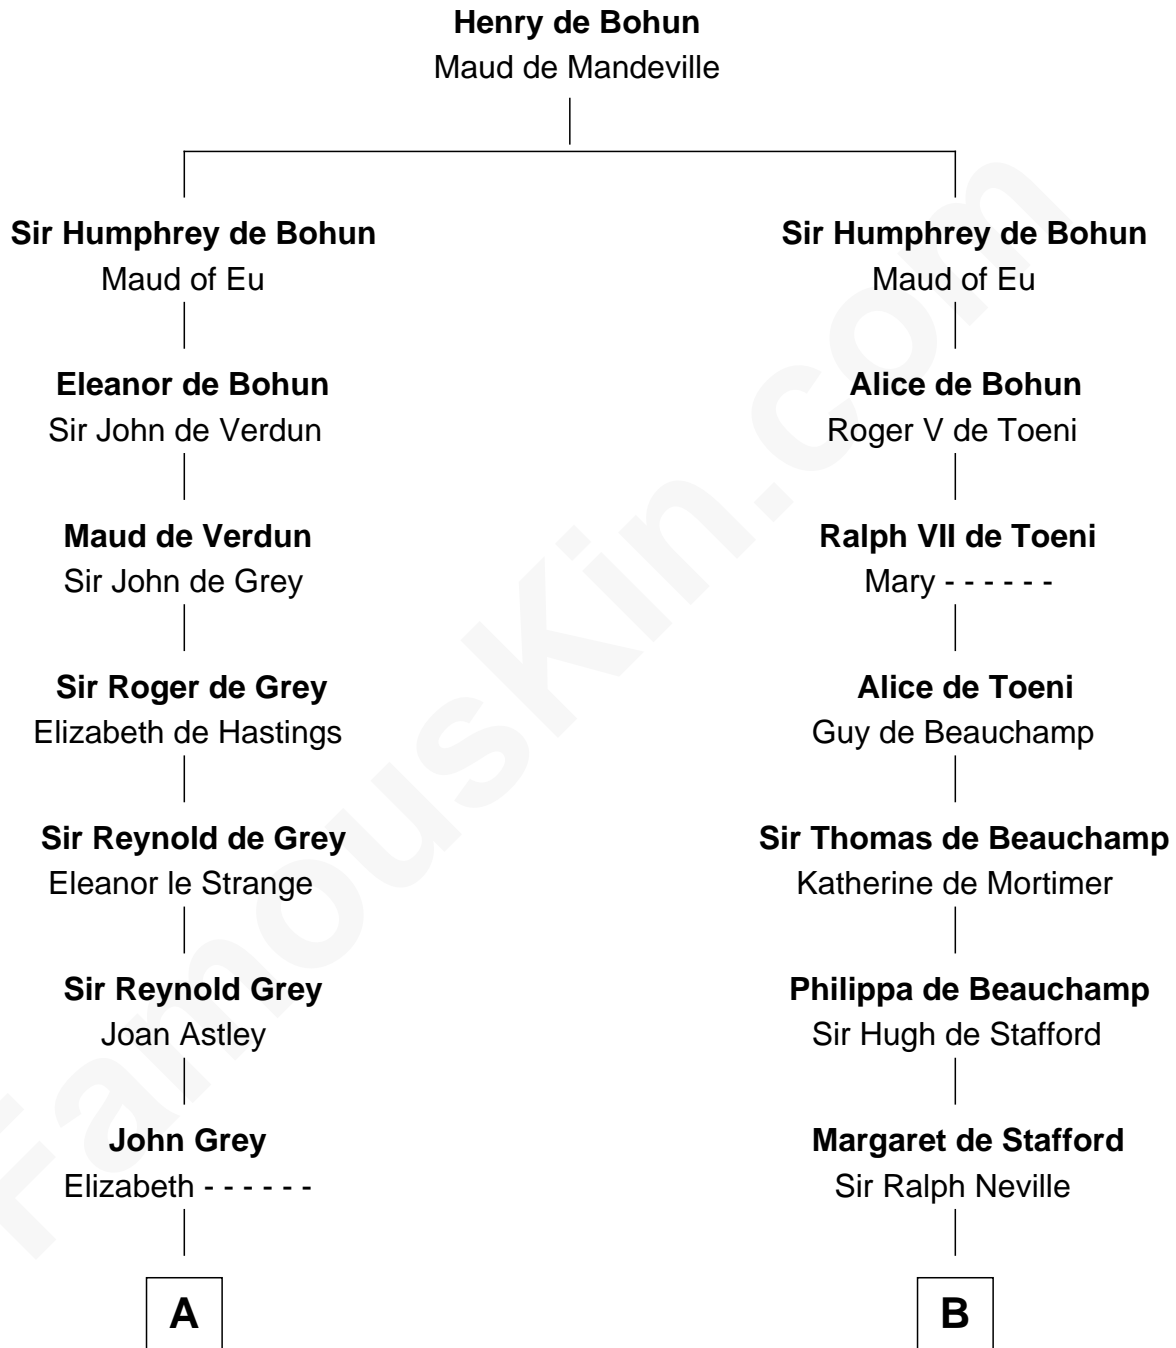 Henry de Bohun
Maud de Mandeville
Sir Humphrey de Bohun
Maud of Eu
Eleanor de Bohun
Sir John de Verdun
Maud de Verdun
Sir John de Grey
Sir Roger de Grey
Elizabeth de Hastings
Sir Reynold de Grey
Eleanor le Strange
Sir Reynold Grey
Joan Astley
John Grey
Elizabeth - - - - - -
A
Sir Humphrey de Bohun
Maud of Eu
Alice de Bohun
Roger V de Toeni
Ralph VII de Toeni
Mary - - - - - -
Alice de Toeni
Guy de Beauchamp
Sir Thomas de Beauchamp
Katherine de Mortimer
Philippa de Beauchamp
Sir Hugh de Stafford
Margaret de Stafford
Sir Ralph Neville
B
FamousKin.com